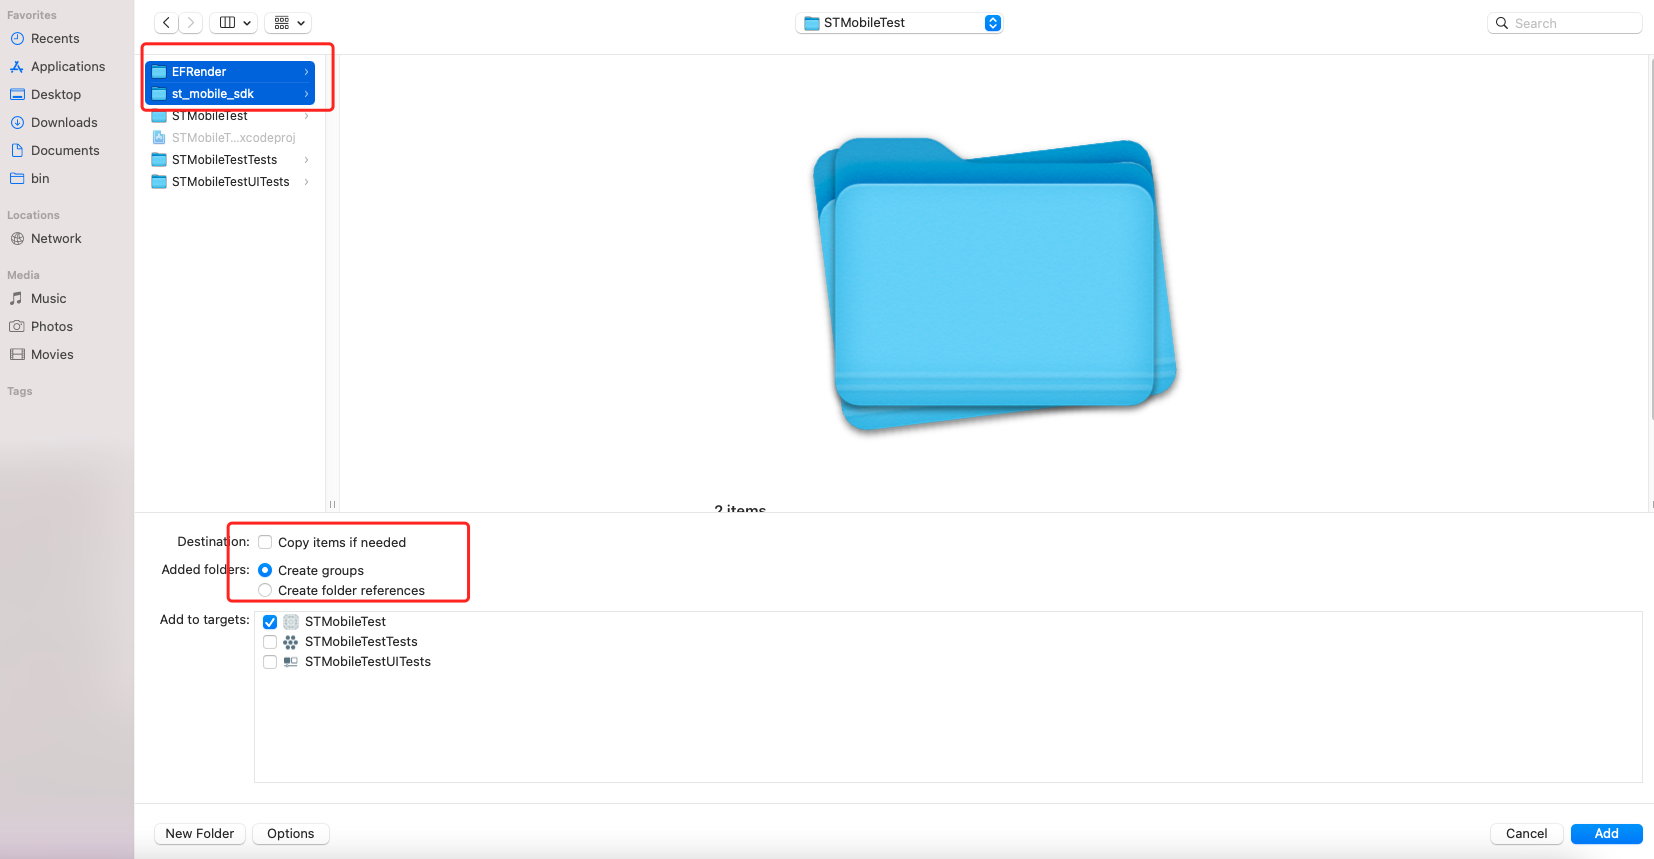 Favorites
Recents
Applications
Desktop
Downloads
Documents
bin
Locations
Network
Media
Music
Photos
Movies
Tags
STMobileTest
Search
EFRender
st_mobile_sdk
STMobileTest
STMobileT...xcodeproj
STMobileTestTests
STMobileTestUITests
2 items
Destination: Copy items if needed
Added folders: Create groups
Create folder references
Add to targets: STMobileTest
STMobileTestTests
STMobileTestUITests
New Folder Options Cancel Add